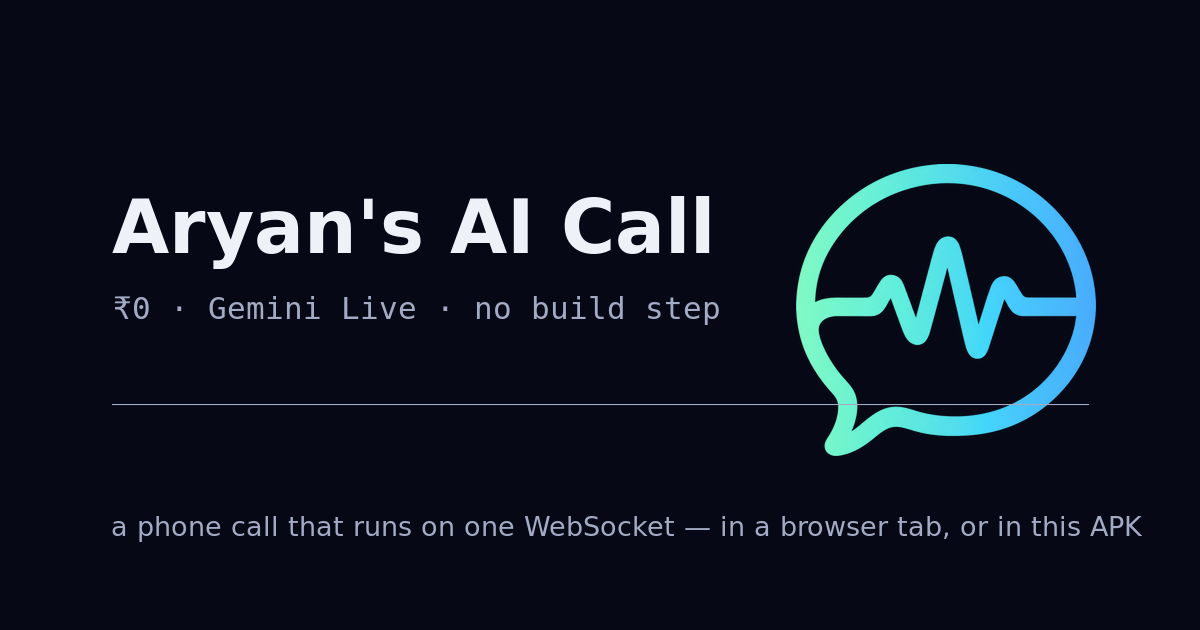 Aryan's AI Call
₹0 · Gemini Live · no build step
a phone call that runs on one WebSocket — in a browser tab, or in this APK